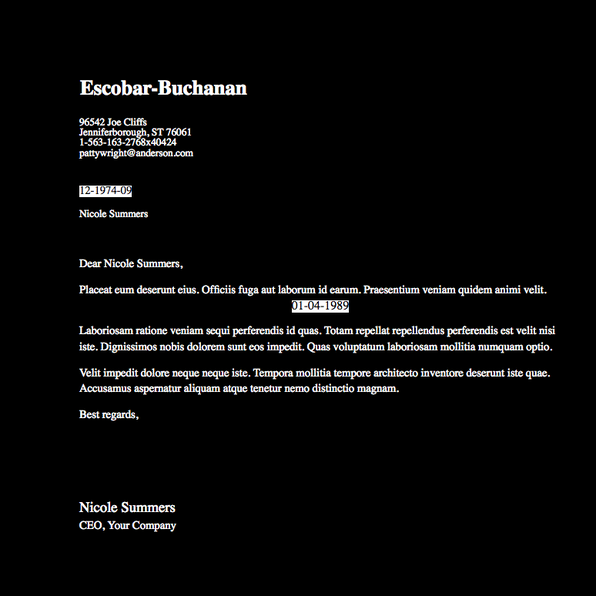 Escobar-Buchanan
96542 Joe Cliffs
Jenniferborough, ST 76061
1-563-163-2768x40424
pattywright@anderson.com
12-1974-09
Nicole Summers
Dear Nicole Summers,
Placeat eum deserunt eius. Officiis fuga aut laborum id earum. Praesentium veniam quidem animi velit.
01-04-1989
Laboriosam ratione veniam sequi perferendis id quas. Totam repellat repellendus perferendis est velit nisi
iste. Dignissimos nobis dolorem sunt eos impedit. Quas voluptatum laboriosam mollitia numquam optio.
Velit impedit dolore neque neque iste. Tempora mollitia tempore architecto inventore deserunt iste quae.
Accusamus aspernatur aliquam atque tenetur nemo distinctio magnam.
Best regards,
Nicole Summers
CEO, Your Company